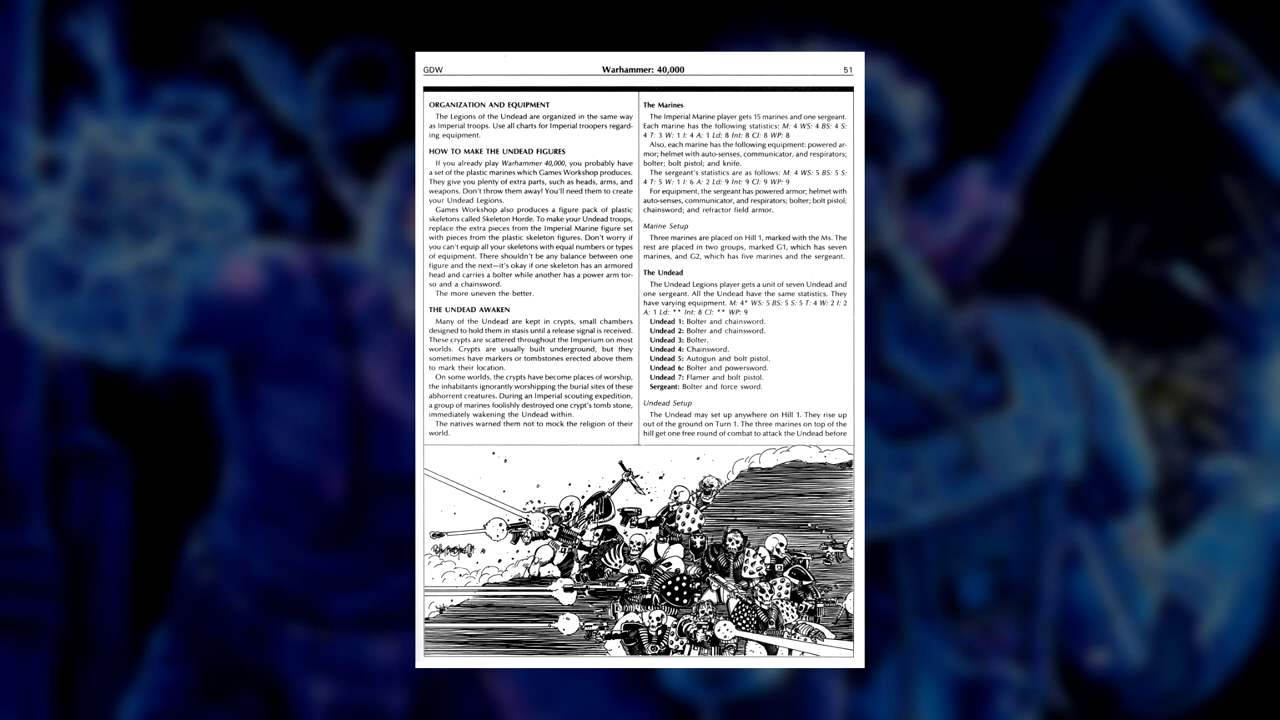 GDW
Warhammer: 40,000
51
ORGANIZATION AND EQUIPMENT
The Legions of the Undead are organized in the same way
as Imperial troops. Use all charts for Imperial troopers regard-
ing equipment.
HOW TO MAKE THE UNDEAD FIGURES
If you already play Warhammer 40,000, you probably have
a set of the plastic marines which Games Workshop produces.
They give you plenty of extra parts, such as heads, arms, and
weapons. Don't throw them away! You'll need them to create
your Undead Legions.
Games Workshop also produces a figure pack of plastic
skeletons called Skeleton Horde. To make your Undead troops,
replace the extra pieces from the Imperial Marine figure set
with pieces from the plastic skeleton figures. Don't worry if
you can't equip all your skeletons with equal numbers or types
of equipment. There shouldn't be any balance between one
figure and the next—it's okay if one skeleton has an armored
head and carries a bolter while another has a power arm tor-
so and a chainsword.
The more uneven the better.
THE UNDEAD AWAKEN
Many of the Undead are kept in crypts, small chambers
designed to hold them in stasis until a release signal is received.
These crypts are scattered throughout the Imperium on most
worlds. Crypts are usually built underground, but they
sometimes have markers or tombstones erected above them
to mark their location.
On some worlds, the crypts have become places of worship,
the inhabitants ignorantly worshipping the burial sites of these
abhorrent creatures. During an Imperial scouting expedition,
a group of marines foolishly destroyed one crypt's tomb stone,
immediately wakening the Undead within.
The natives warned them not to mock the religion of their
world.
The Marines
The Imperial Marine player gets 15 marines and one sergeant.
Each marine has the following statistics: M: 4 WS: 4 BS: 4 S:
4 T: 3 W: 1 I: 4 A: 1 Ld: 8 Int: 8 Cl: 8 WP: 8
Also, each marine has the following equipment: powered ar-
mor; helmet with auto-senses, communicator, and respirators;
bolter; bolt pistol; and knife.
The sergeant's statistics are as follows: M: 4 WS: 5 BS: 5 S:
4 T: 5 W: 1 I: 6 A: 2 Ld: 9 Int: 9 Cl: 9 WP: 9
For equipment, the sergeant has powered armor; helmet with
auto-senses, communicator, and respirators; bolter; bolt pistol;
chainsword; and refractor field armor.
Marine Setup
Three marines are placed on Hill 1, marked with the Ms. The
rest are placed in two groups, marked G1, which has seven
marines, and G2, which has five marines and the sergeant.
The Undead
The Undead Legions player gets a unit of seven Undead and
one sergeant. All the Undead have the same statistics. They
have varying equipment. M: 4* WS: 5 BS: 5 S: 5 T: 4 W: 2 I: 2
A: 1 Ld: ** Int: 8 Cl: ** WP: 9
Undead 1: Bolter and chainsword.
Undead 2: Bolter and chainsword.
Undead 3: Bolter.
Undead 4: Chainsword.
Undead 5: Autogun and bolt pistol.
Undead 6: Bolter and powersword.
Undead 7: Flamer and bolt pistol.
Sergeant: Bolter and force sword.
Undead Setup
The Undead may set up anywhere on Hill 1. They rise up
out of the ground on Turn 1. The three marines on top of the
hill get one free round of combat to attack the Undead before